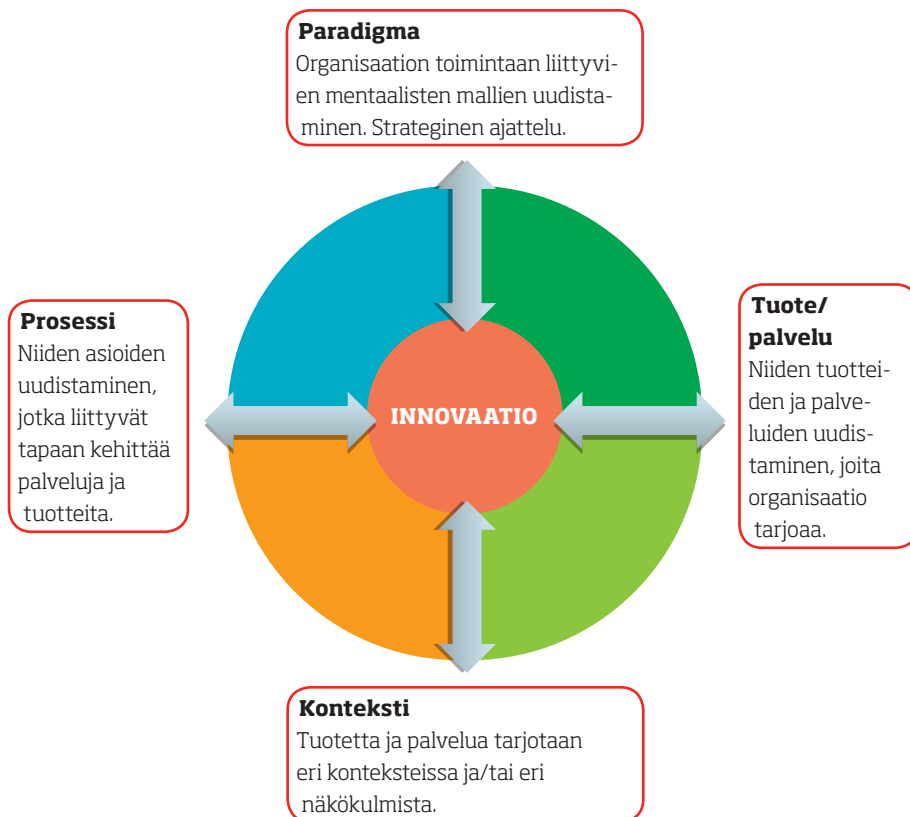 Paradigma
Organisaation toimintaan liittyvi-
en mentaalisten mallien uudista-
minen. Strateginen ajattelu.
Prosessi
Niiden asioiden
uudistaminen,
jotka liittyvät
tapaan kehittää
palveluja ja
tuotteita.
INNOVAATIO
Tuote/
palvelu
Niiden tuottei-
den ja palve-
luiden uudis-
taminen, joita
organisaatio
tarjoaa.
Konteksti
Tuotetta ja palvelua tarjotaan
eri konteksteissa ja/tai eri
näkökulmista.